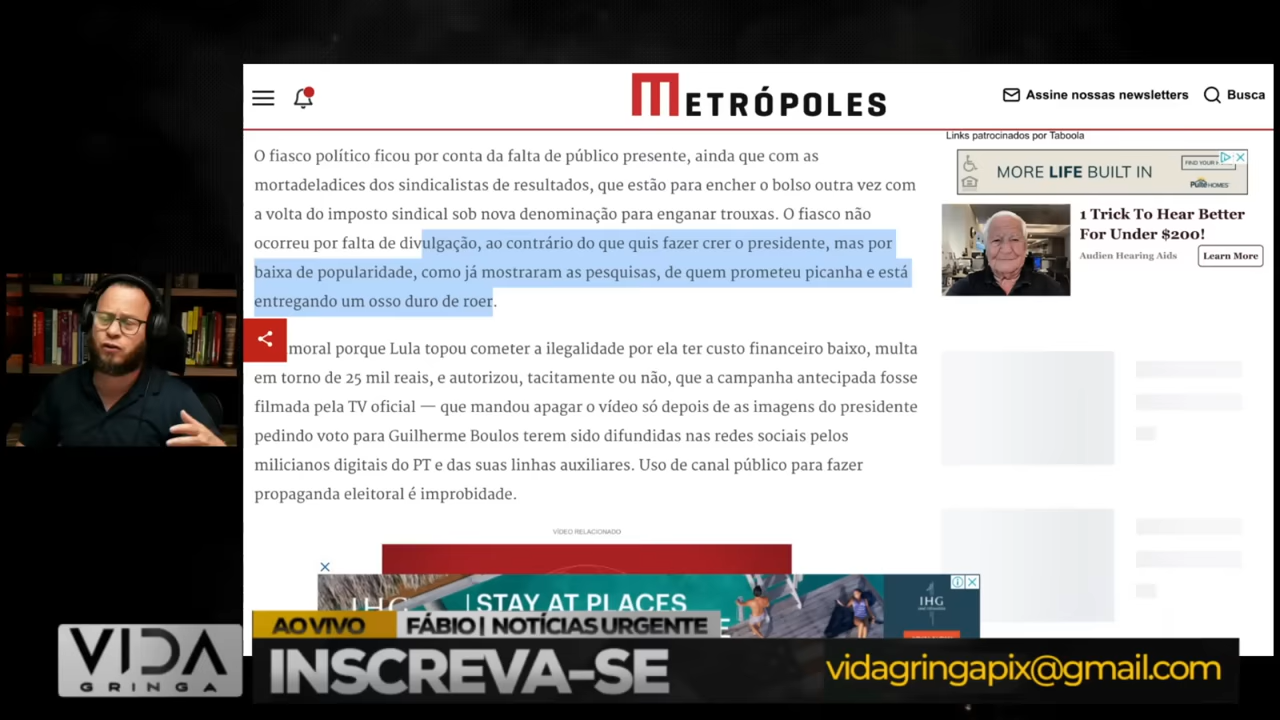 METRÓPOLES
Assine nossas newsletters
Busca
O fiasco político ficou por conta da falta de público presente, ainda que com as
mortadeladices dos sindicalistas de resultados, que estão para encher o bolso outra vez com
a volta do imposto sindical sob nova denominação para enganar trouxas. O fiasco não
ocorreu por falta de divulgação, ao contrário do que quis fazer crer o presidente, mas por
baixa de popularidade, como já mostraram as pesquisas, de quem prometeu picanha e está
entregando um osso duro de roer.
moral porque Lula topou cometer a ilegalidade por ela ter custo financeiro baixo, multa
em torno de 25 mil reais, e autorizou, tacitamente ou não, que a campanha antecipada fosse
filmada pela TV oficial — que mandou apagar o vídeo só depois de as imagens do presidente
pedindo voto para Guilherme Boulos terem sido difundidas nas redes sociais pelos
milicianos digitais do PT e das suas linhas auxiliares. Uso de canal público para fazer
propaganda eleitoral é improbidade.
VÍDEO RELACIONADO
Links patrocinados por Taboola
MORE LIFE BUILT IN
FIND YOUR
PulteHOMES
1 Trick To Hear Better
For Under $200!
Audien Hearing Aids
Learn More
IHG
STAY AT PLACES
IHG
AO VIVO
FÁBIO | NOTÍCIAS URGENTE
VIDA
GRINGA
INSCREVA-SE
vidagringapix@gmail.com